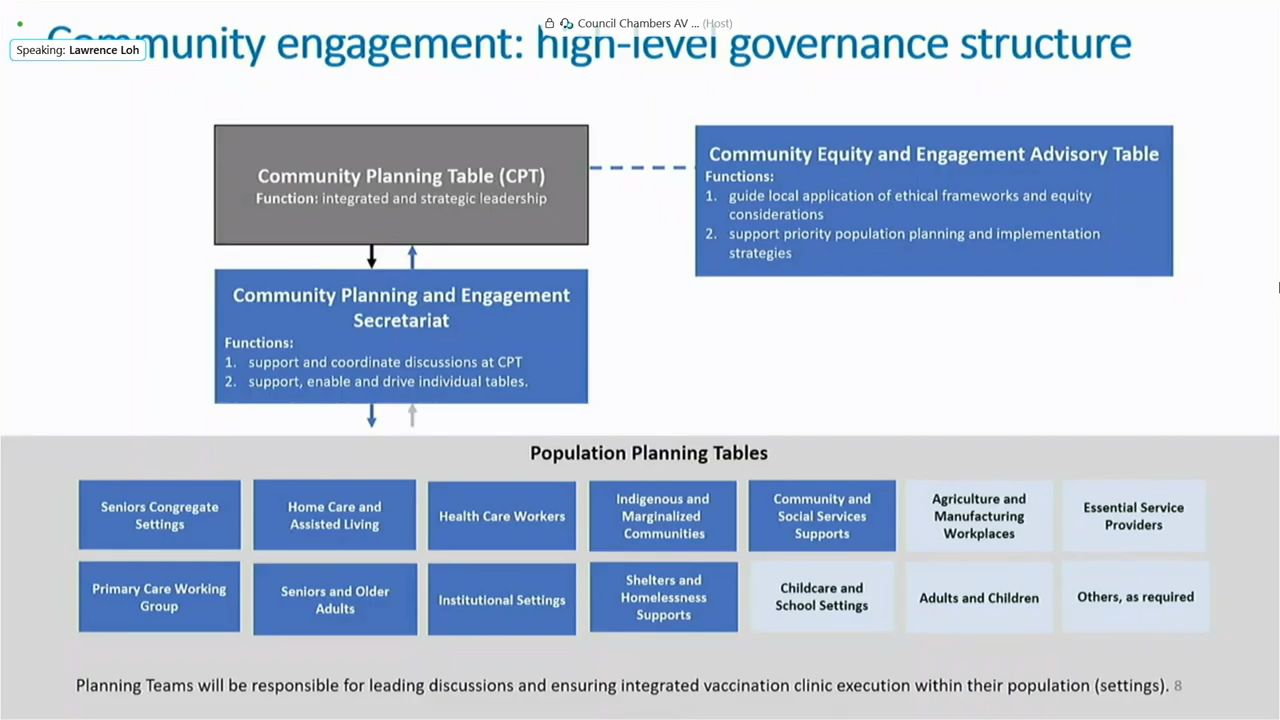 Council Chambers AV ... (Host)
Speaking: Lawrence Loh
Community engagement: high-level governance structure
Community Planning Table (CPT)
Function: integrated and strategic leadership
Community Equity and Engagement Advisory Table
Functions:
1. guide local application of ethical frameworks and equity
considerations
2. support priority population planning and implementation
strategies
Community Planning and Engagement
Secretariat
Functions:
1. support and coordinate discussions at CPT
2. support, enable and drive individual tables.
Population Planning Tables
Seniors Congregate
Settings
Home Care and
Assisted Living
Health Care Workers
Indigenous and
Marginalized
Communities
Community and
Social Services
Supports
Agriculture and
Manufacturing
Workplaces
Essential Service
Providers
Primary Care Working
Group
Seniors and Older
Adults
Institutional Settings
Shelters and
Homelessness
Supports
Childcare and
School Settings
Adults and Children
Others, as required
Planning Teams will be responsible for leading discussions and ensuring integrated vaccination clinic execution within their population (settings). 8